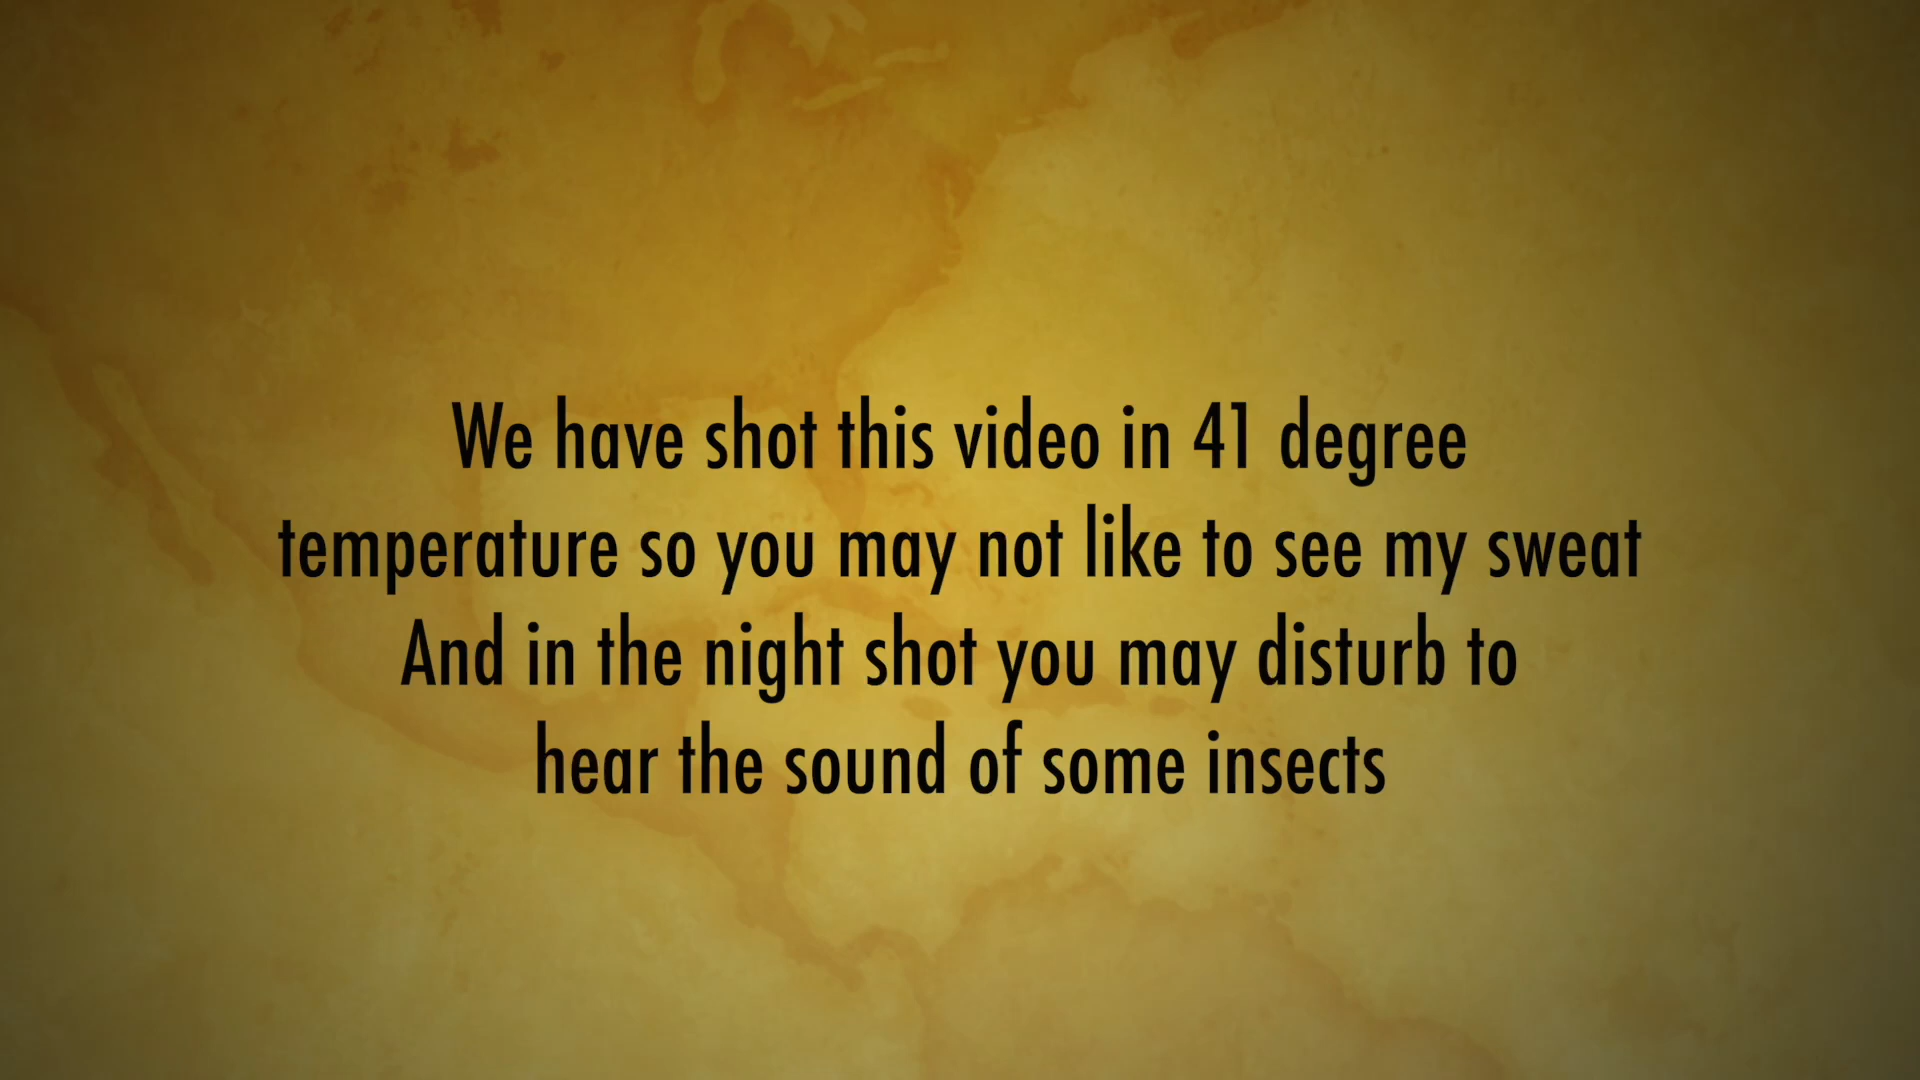 We have shot this video in 41 degree
temperature so you may not like to see my sweat
And in the night shot you may disturb to
hear the sound of some insects